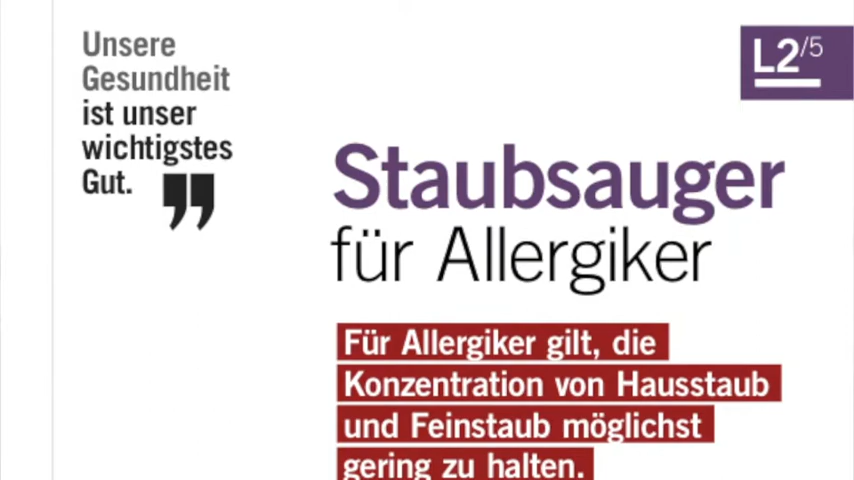 Unsere
Gesundheit
ist unser
wichtigstes
Gut.
L2/5
Staubsauger
für Allergiker
Für Allergiker gilt, die
Konzentration von Hausstaub
und Feinstaub möglichst
gering zu halten.